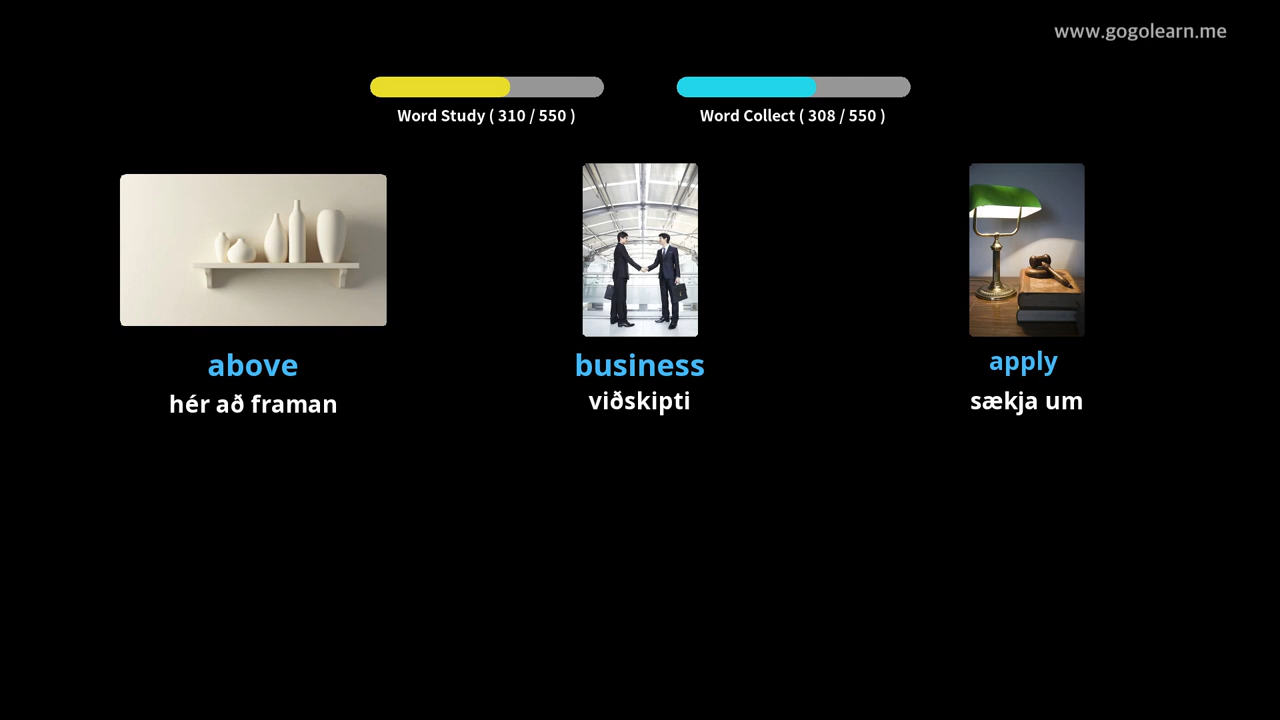 www.gogolearn.me
Word Study ( 310 / 550 )
Word Collect ( 308 / 550 )
above
hér að framan
business
viðskipti
apply
sækja um